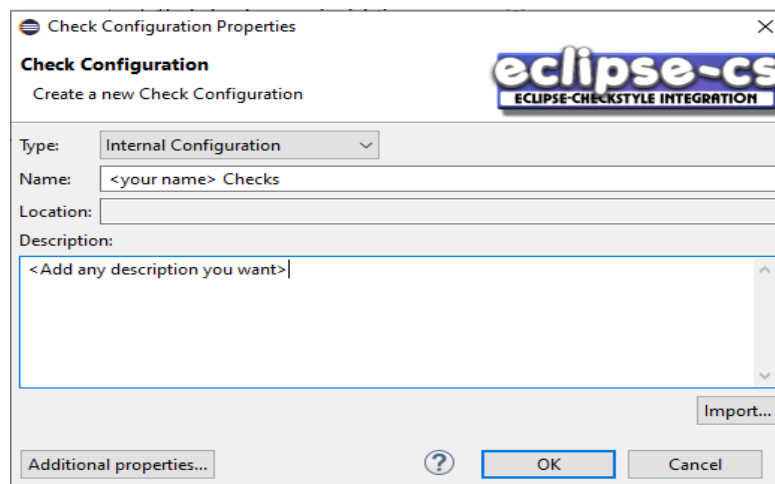 Check Configuration Properties
Check Configuration
Create a new Check Configuration
eclipse-cs
ECLIPSE-CHECKSTYLE INTEGRATION
Type: Internal Configuration
Name: <your name> Checks
Location:
Description:
<Add any description you want>
Import...
Additional properties... ? OK Cancel